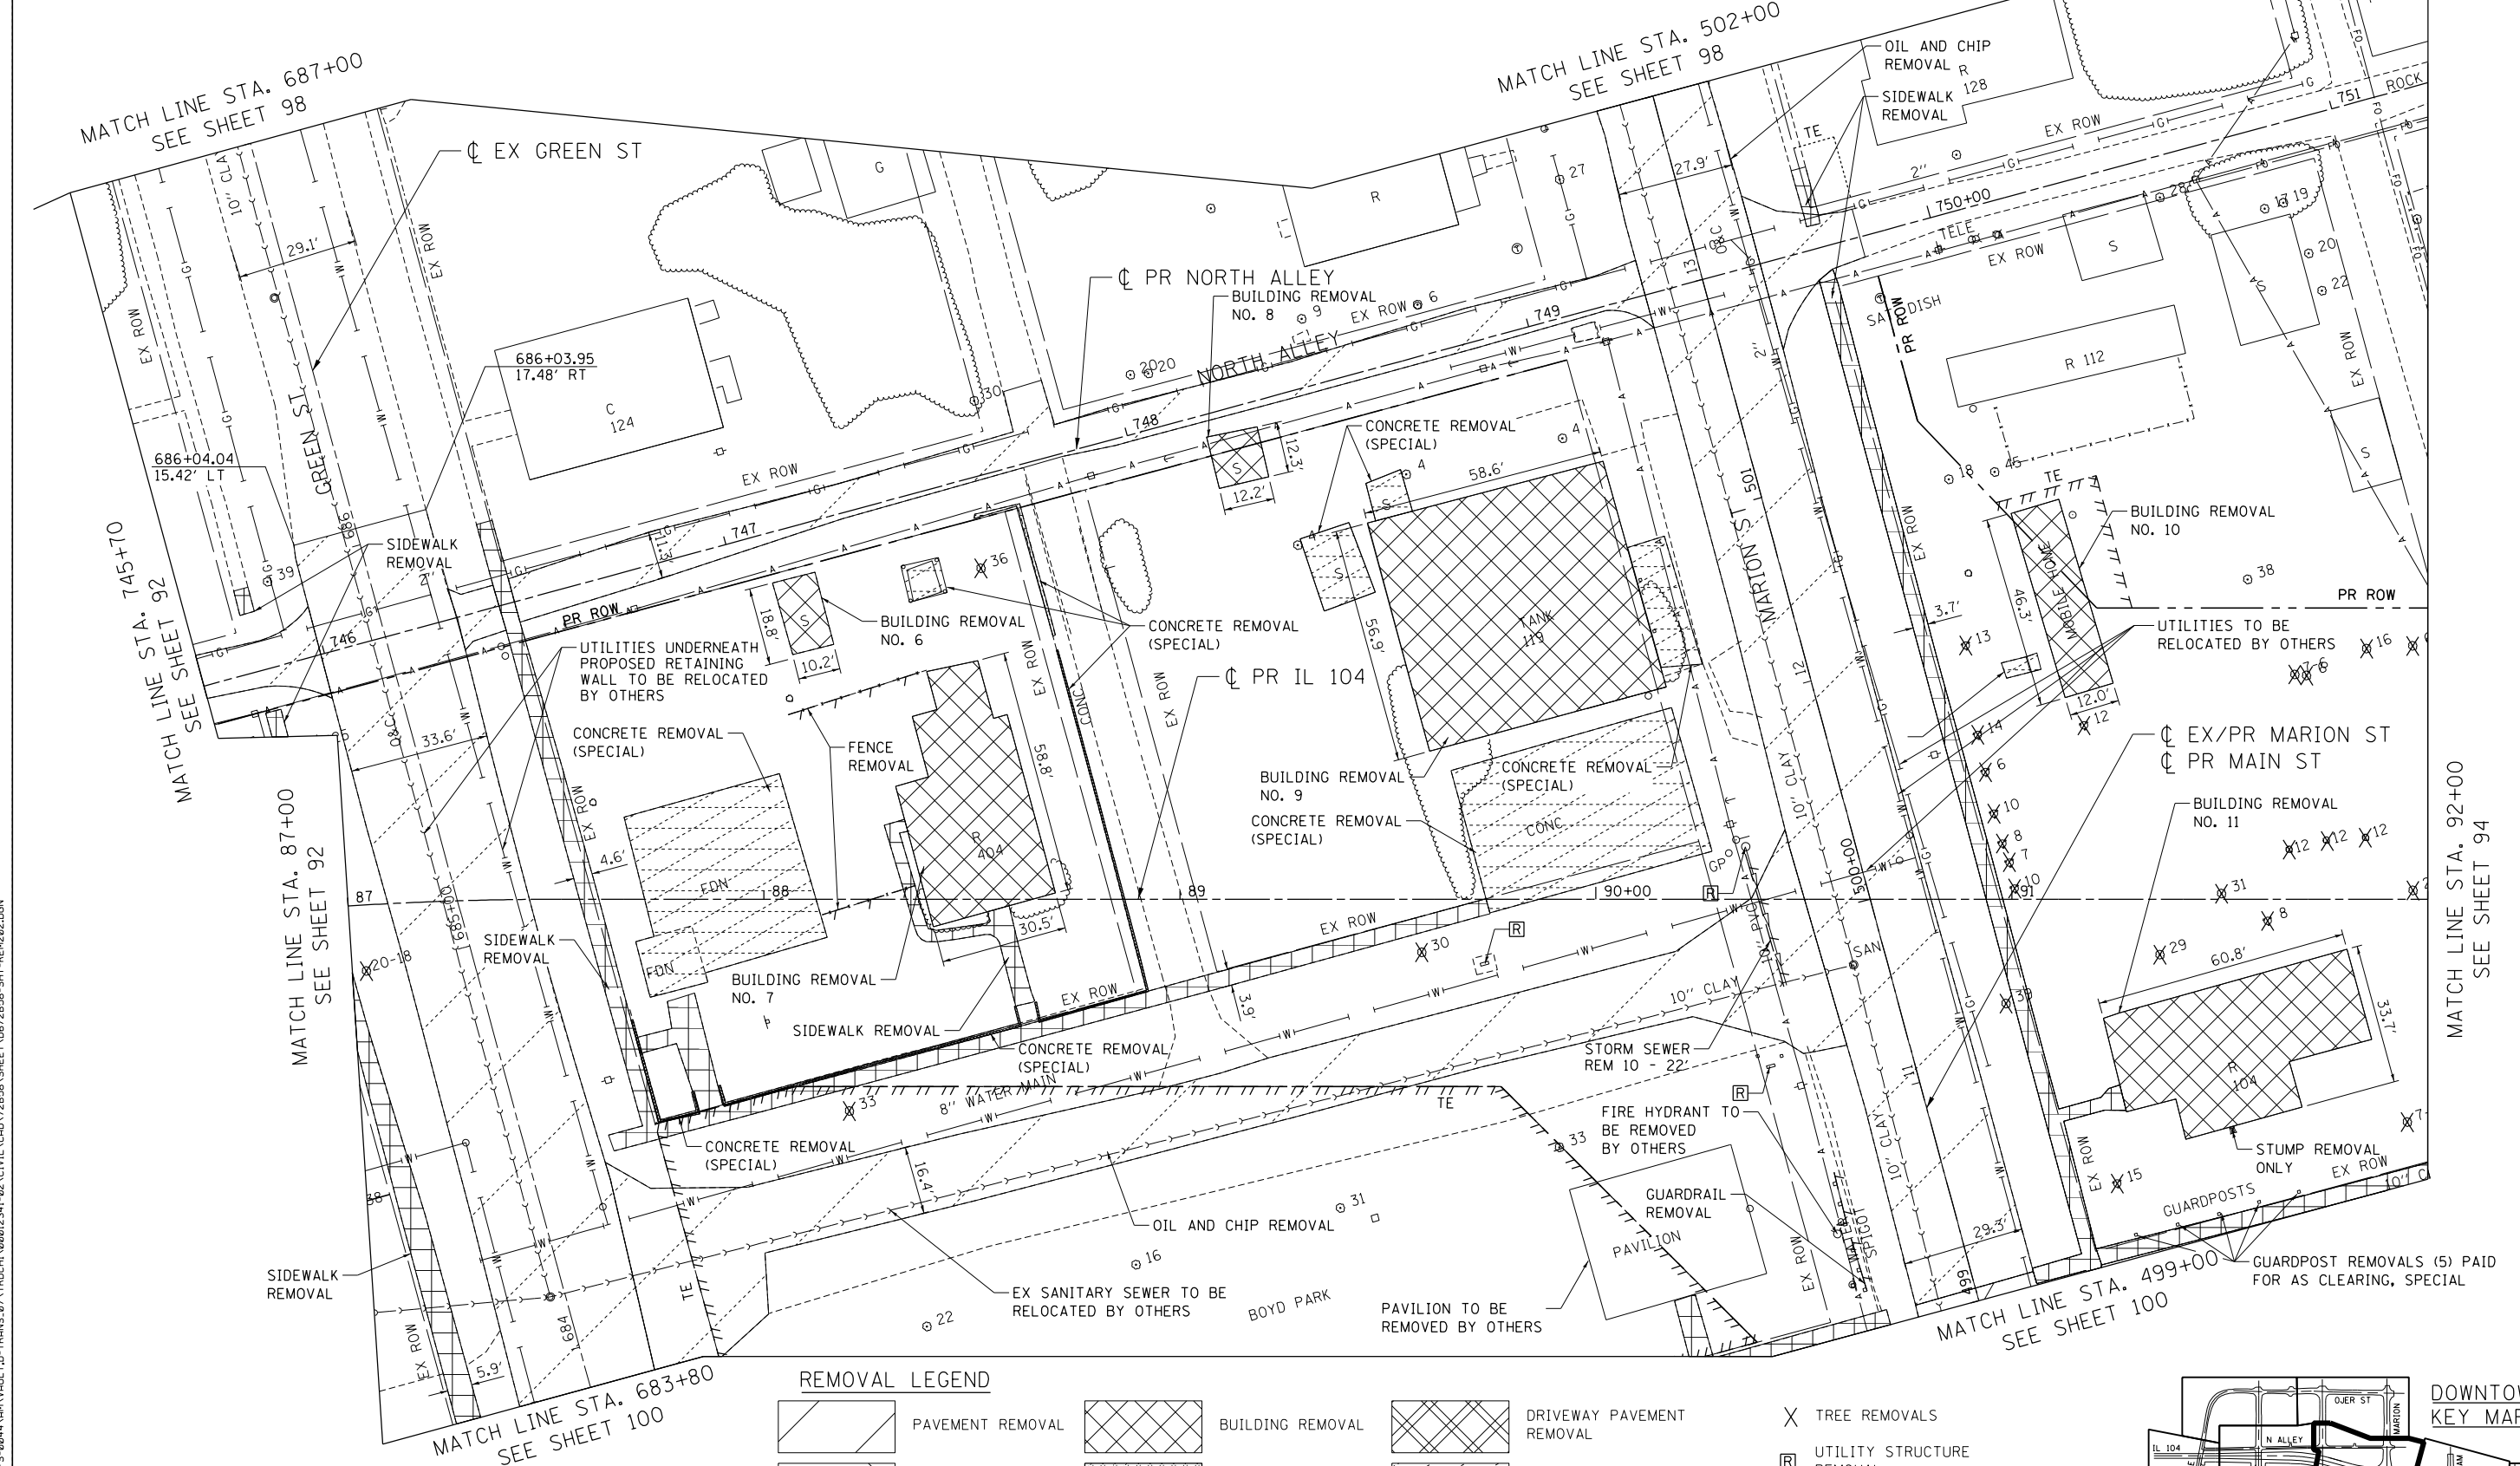 MATCH LINE STA. 687+00
SEE SHEET 98
MATCH LINE STA. 502+00
SEE SHEET 98
OIL AND CHIP
REMOVAL
R
128
SIDEWALK
REMOVAL
TE
EX ROW
751
ROCK
2''
750+00
TELE
EX ROW
28
17
19
20
22
S
S
S
EX ROW
SAT DISH
PR ROW
R 112
℄ EX GREEN ST
10' CLA
29.1'
EX ROW
EX ROW
GREEN ST
G
R
27
27.9'
13
O&C
℄ PR NORTH ALLEY
BUILDING REMOVAL
NO. 8
9
EX ROW
6
749
NORTH ALLEY
20
20
748
686+03.95
17.48' RT
C
124
30
EX ROW
686+04.04
15.42' LT
39
686
SIDEWALK
REMOVAL
2''
11.3'
747
746
MATCH LINE STA. 745+70
SEE SHEET 92
PR ROW
S
12.3'
12.2'
CONCRETE REMOVAL
(SPECIAL)
4
4
4
58.6'
S
S
56.9'
TANK
119
501
MARION ST
2''
12
18
45
TE
BUILDING REMOVAL
NO. 10
MOBILE HOME
46.3'
12.0'
12
38
PR ROW
EX ROW
3.7'
13
UTILITIES TO BE
RELOCATED BY OTHERS
16
6
14
36
18.8'
S
10.2'
BUILDING REMOVAL
NO. 6
CONCRETE REMOVAL
(SPECIAL)
UTILITIES UNDERNEATH
PROPOSED RETAINING
WALL TO BE RELOCATED
BY OTHERS
O&C
33.6'
CONCRETE REMOVAL
(SPECIAL)
FENCE
REMOVAL
58.8'
EX ROW
CONC
EX ROW
℄ PR IL 104
℄ EX/PR MARION ST
℄ PR MAIN ST
BUILDING REMOVAL
NO. 9
CONCRETE REMOVAL
(SPECIAL)
CONCRETE REMOVAL
(SPECIAL)
CONC
GP
10'' CLAY
500+00
6
10
8
7
10
BUILDING REMOVAL
NO. 11
12
12
12
MATCH LINE STA. 87+00
SEE SHEET 92
MATCH LINE STA. 92+00
SEE SHEET 94
87
685+00
EX ROW
4.6'
FDN
88
FDN
R
404
30.5'
89
90+00
R
91
31
8
29
39
60.8'
33.7'
R
104
7
20-18
SIDEWALK
REMOVAL
BUILDING REMOVAL
NO. 7
SIDEWALK REMOVAL
EX ROW
EX ROW
3.9'
30
R
SAN
10'' CLAY
STORM SEWER
REM 10 - 22'
R
11
CONCRETE REMOVAL
(SPECIAL)
8'' WATER MAIN
33
TE
CONCRETE REMOVAL
(SPECIAL)
FIRE HYDRANT TO
BE REMOVED
BY OTHERS
33
10'' CLAY
STUMP REMOVAL
ONLY
EX ROW
EX ROW
15
GUARDPOSTS
38
16.4'
OIL AND CHIP REMOVAL
31
GUARDRAIL
REMOVAL
PAVILION
EX ROW
WATER
SPIGOT
29.3'
499
GUARDPOST REMOVALS (5) PAID
FOR AS CLEARING, SPECIAL
SIDEWALK
REMOVAL
TE
16
EX SANITARY SEWER TO BE
RELOCATED BY OTHERS
22
BOYD PARK
PAVILION TO BE
REMOVED BY OTHERS
MATCH LINE STA. 499+00
SEE SHEET 100
EX ROW
5.9'
684
MATCH LINE STA. 683+80
SEE SHEET 100
REMOVAL LEGEND
PAVEMENT REMOVAL
BUILDING REMOVAL
DRIVEWAY PAVEMENT
REMOVAL
X TREE REMOVALS
R UTILITY STRUCTURE
OJER ST
MARION
N ALLEY
IL 104
KEY MAP